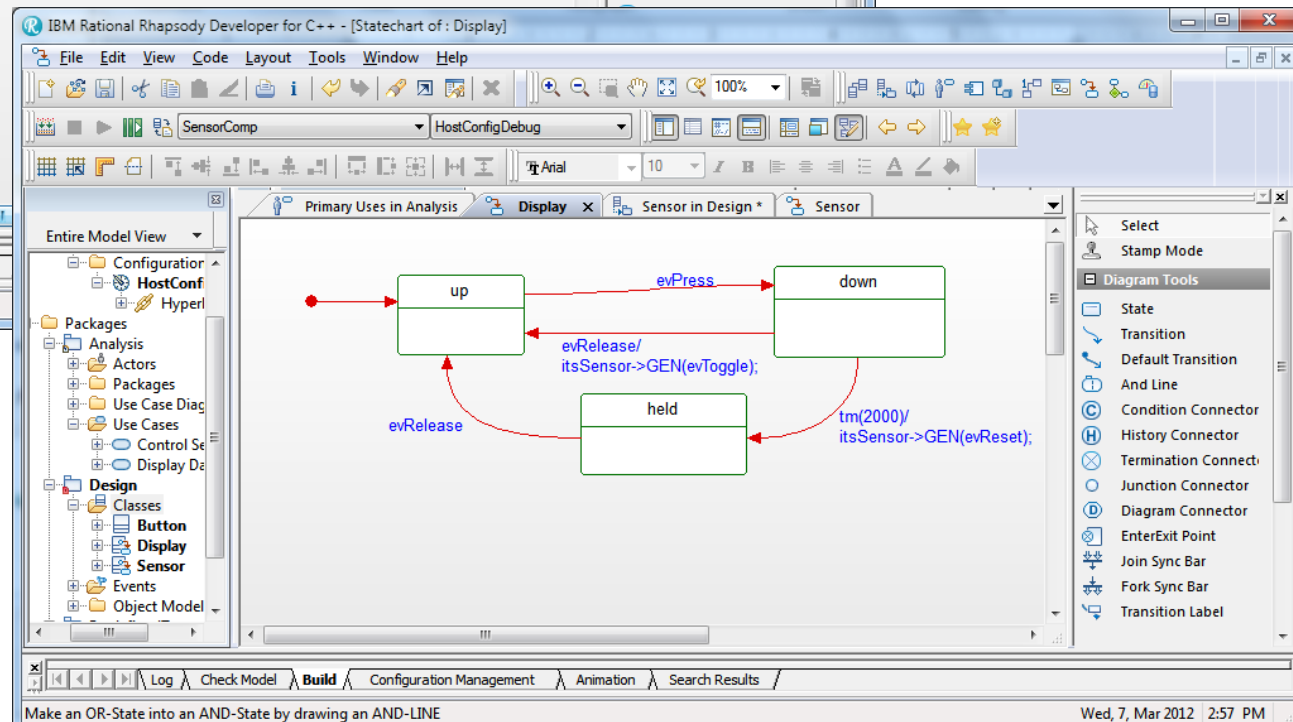 IBM Rational Rhapsody Developer for C++ - [Statechart of : Display]
File Edit View Code Layout Tools Window Help
100%
SensorComp HostConfigDebug
Arial 10
Primary Uses in Analysis Display Sensor in Design * Sensor
Entire Model View
Configuration
HostConf
Hyperl
Packages
Analysis
Actors
Packages
Use Case Diag
Use Cases
Control Se
Display Da
Design
Classes
Button
Display
Sensor
Events
Object Model
up
evPress
down
evRelease/
itsSensor->GEN(evToggle);
held
evRelease
tm(2000)/
itsSensor->GEN(evReset);
Select
Stamp Mode
Diagram Tools
State
Transition
Default Transition
And Line
Condition Connector
History Connector
Termination Connecti
Junction Connector
Diagram Connector
EnterExit Point
Join Sync Bar
Fork Sync Bar
Transition Label
Log Check Model Build Configuration Management Animation Search Results
Make an OR-State into an AND-State by drawing an AND-LINE
Wed, 7, Mar 2012 2:57 PM